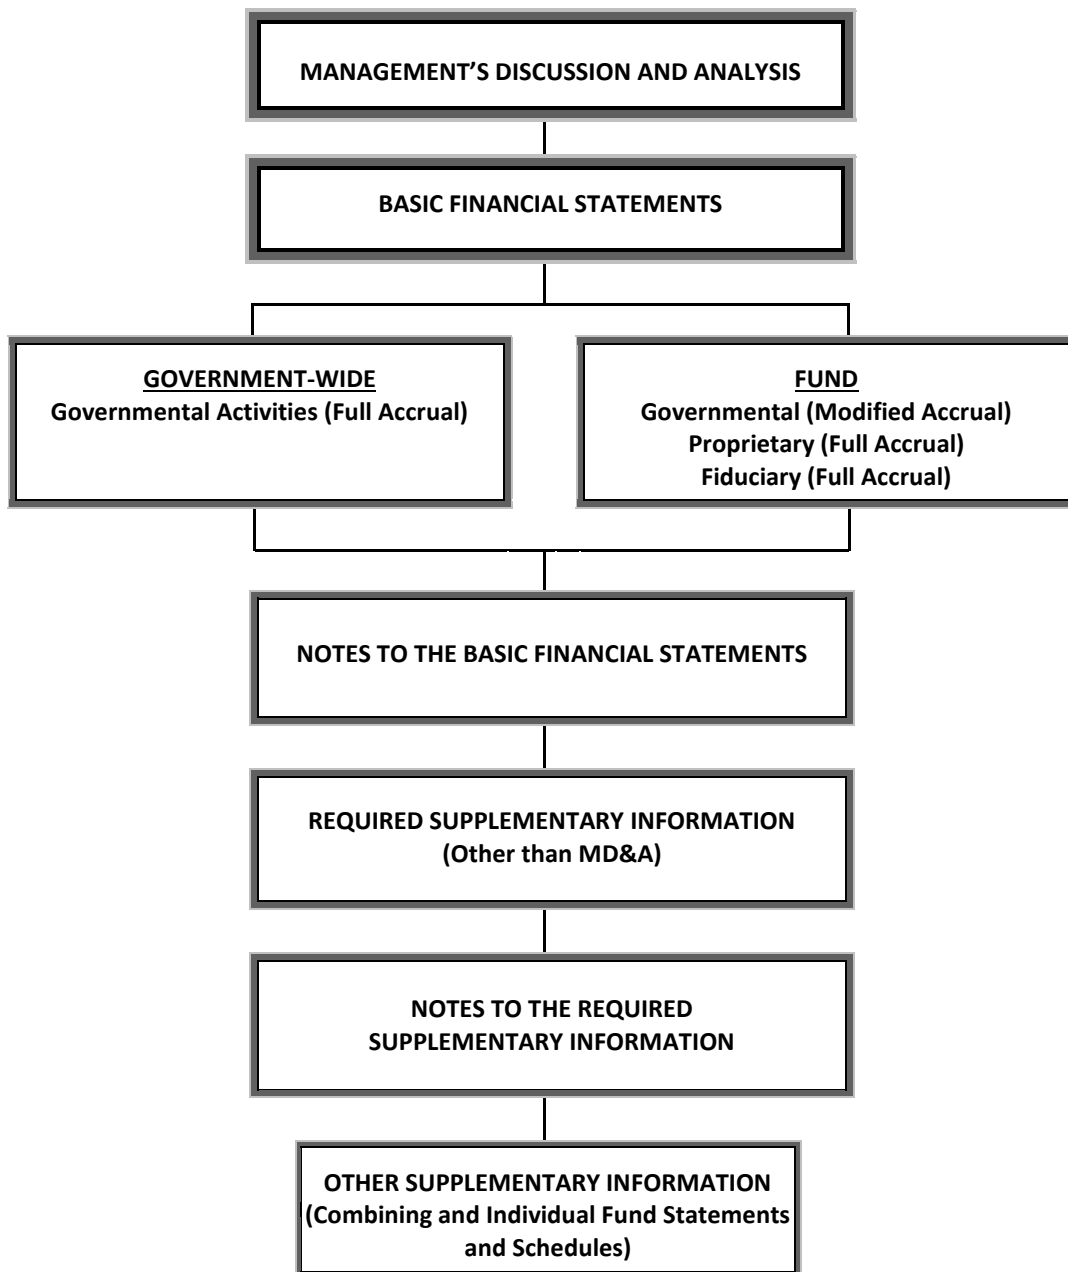 MANAGEMENT’S DISCUSSION AND ANALYSIS
BASIC FINANCIAL STATEMENTS
GOVERNMENT-WIDE
Governmental Activities (Full Accrual)
FUND
Governmental (Modified Accrual)
Proprietary (Full Accrual)
Fiduciary (Full Accrual)
NOTES TO THE BASIC FINANCIAL STATEMENTS
REQUIRED SUPPLEMENTARY INFORMATION
(Other than MD&A)
NOTES TO THE REQUIRED
SUPPLEMENTARY INFORMATION
OTHER SUPPLEMENTARY INFORMATION
(Combining and Individual Fund Statements
and Schedules)